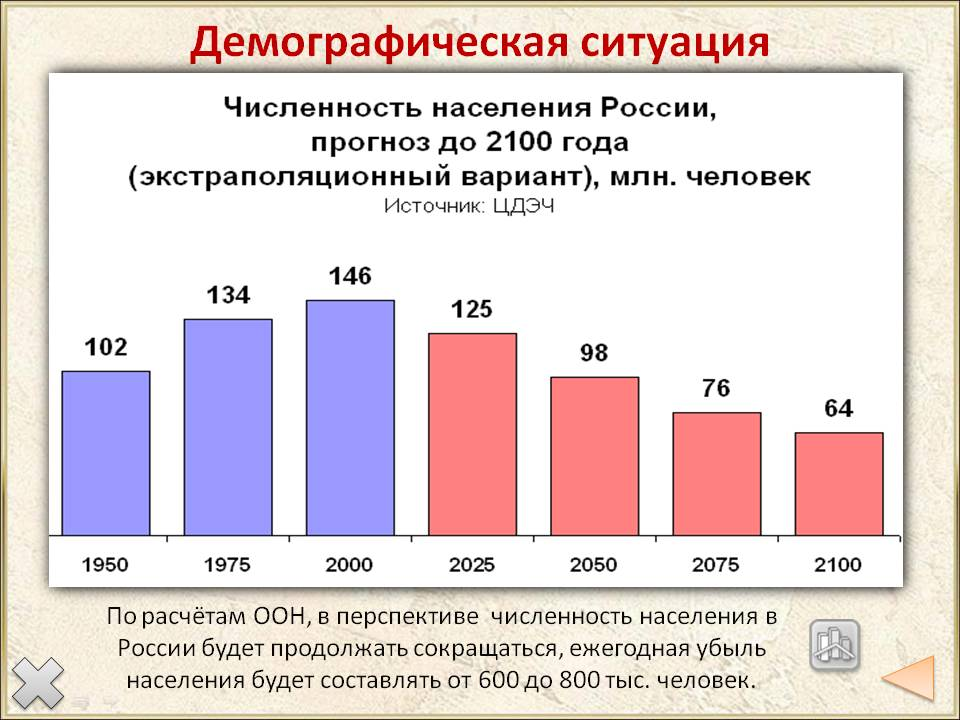 Демографическая ситуация
Численность населения России,
прогноз до 2100 года
(экстраполяционный вариант), млн. человек
Источник: ЦДЭЧ
102 134 146 125 98 76 64
1950 1975 2000 2025 2050 2075 2100
По расчётам ООН, в перспективе численность населения в
России будет продолжать сокращаться, ежегодная убыль
населения будет составлять от 600 до 800 тыс. человек.